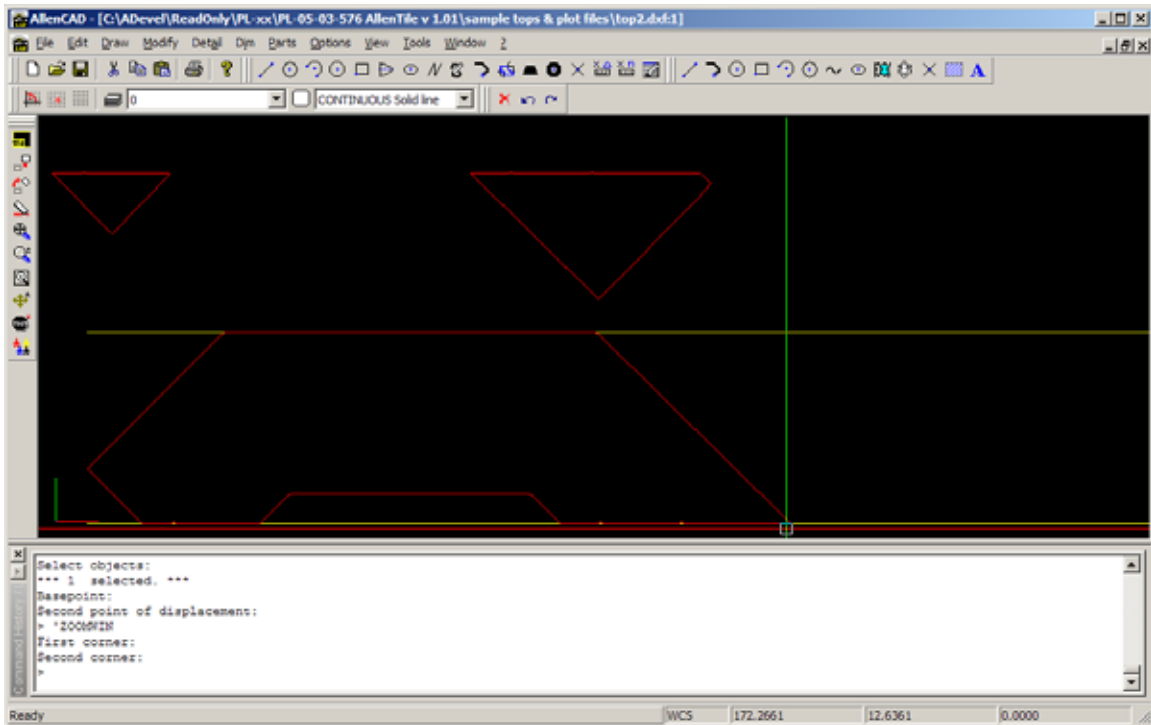 AllenCAD - [C:\ADevel\ReadOnly\PL-xx\PL-05-03-576 AllenTile v 1.01\sample tops & plot files\top2.dxf:1]
File Edit Draw Modify Detail Dim Parts Options View Tools Window ?
0 CONTINUOUS Solid line
A
Select objects:
*** 1 selected. ***
Basepoint:
Second point of displacement:
> 'ZOOMWIN
First corner:
Second corner:
>
Command History
Ready WCS 172.2661 12.6361 0.0000